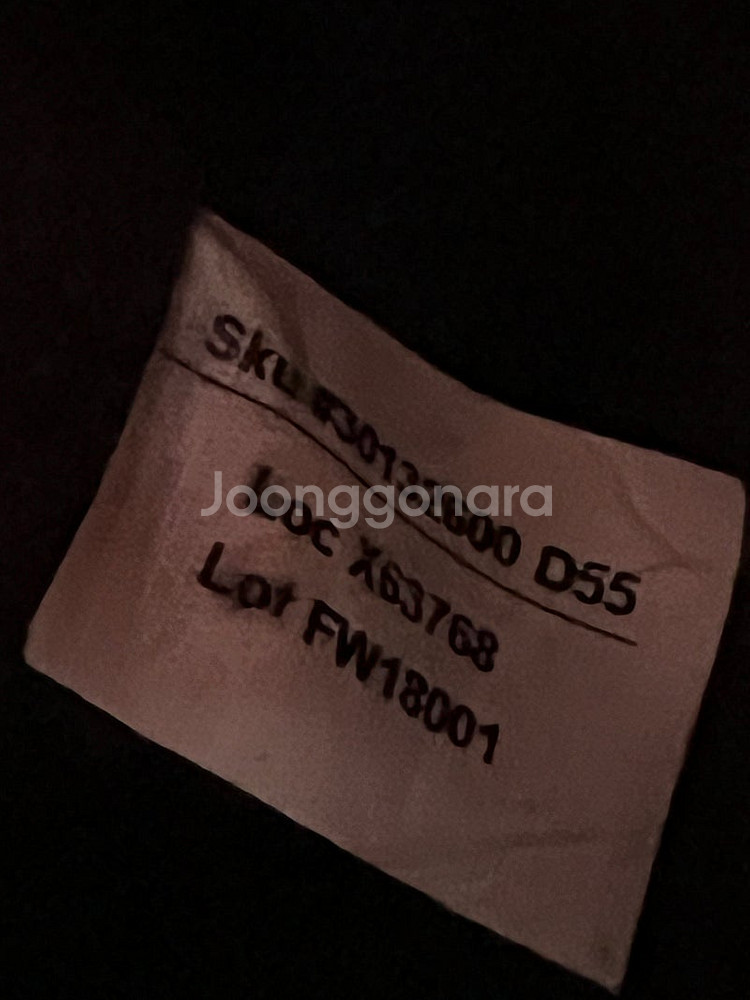 Sku
D55
Joonggonara
Loc X63768
Lot FW18001